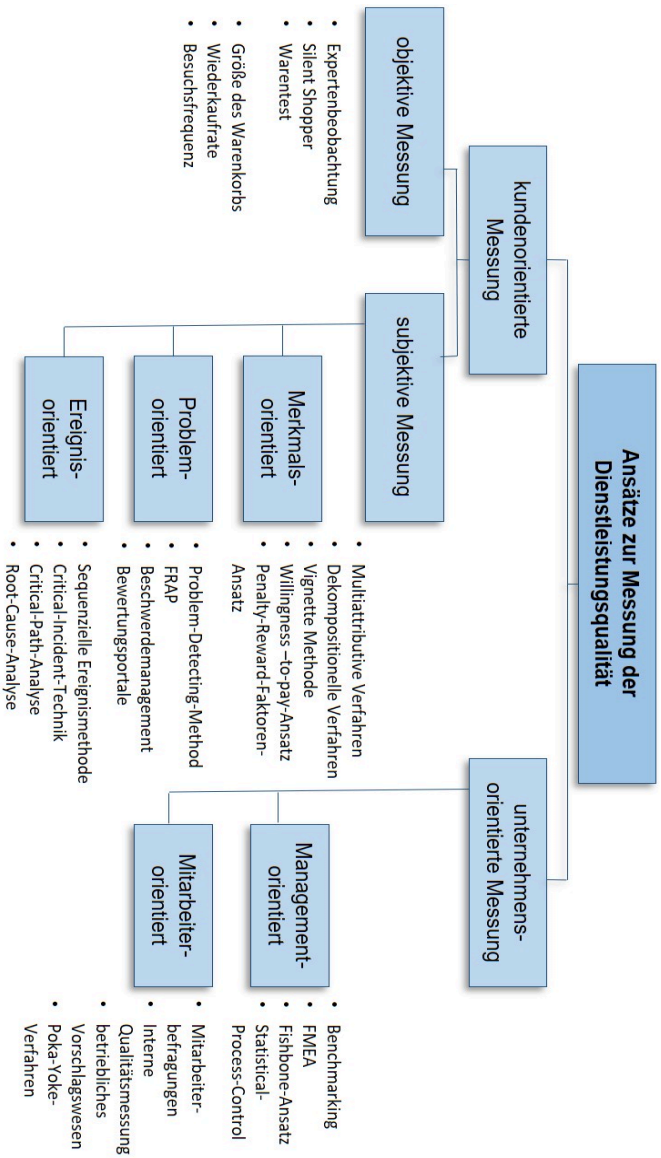 Ansätze zur Messung der
Dienstleistungsqualität
kundenorientierte
Messung
unternehmens-
orientierte Messung
objektive Messung
• Expertenbeobachtung
• Silent Shopper
• Warentest
• Größe des Warenkorbs
• Wiederkaufrate
• Besuchsfrequenz
subjektive Messung
Merkmals-
orientiert
• Multiattributive Verfahren
• Dekompositionelle Verfahren
• Vignette Methode
• Willingness –to-pay-Ansatz
• Penalty-Reward-Faktoren-
Ansatz
Problem-
orientiert
• Problem-Detecting-Method
• FRAP
• Beschwerdemanagement
• Bewertungsportale
Ereignis-
orientiert
• Sequenzielle Ereignismethode
• Critical-Incident-Technik
• Critical-Path-Analyse
• Root-Cause-Analyse
Management-
orientiert
• Benchmarking
• FMEA
• Fishbone-Ansatz
• Statistical-
Process-Control
Mitarbeiter-
orientiert
• Mitarbeiter-
befragungen
• Interne
Qualitätsmessung
• betriebliches
Vorschlagswesen
• Poka-Yoke-
Verfahren